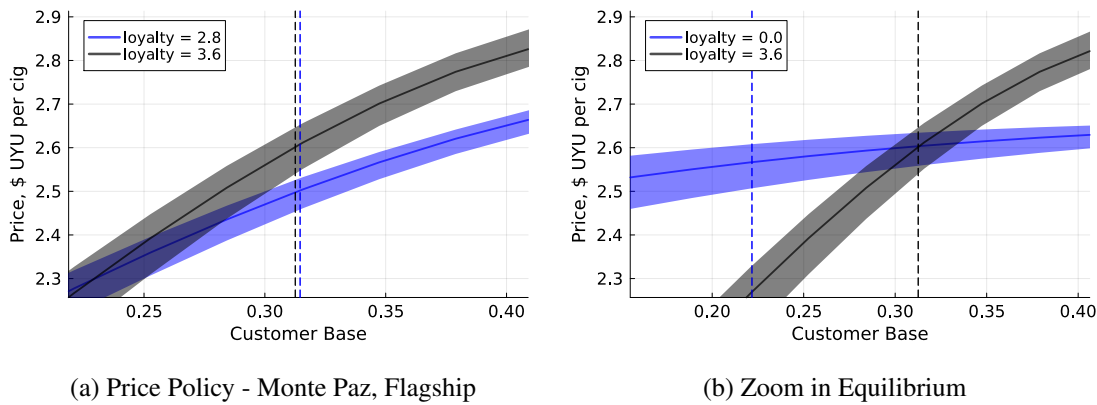 2.9
2.8
2.7
2.6
2.5
2.4
2.3
Price, $ UYU per cig
loyalty = 2.8
loyalty = 3.6
0.25
0.30
0.35
0.40
Customer Base
(a) Price Policy - Monte Paz, Flagship
2.9
2.8
2.7
2.6
2.5
2.4
2.3
Price, $ UYU per cig
loyalty = 0.0
loyalty = 3.6
0.20
0.25
0.30
0.35
0.40
Customer Base
(b) Zoom in Equilibrium